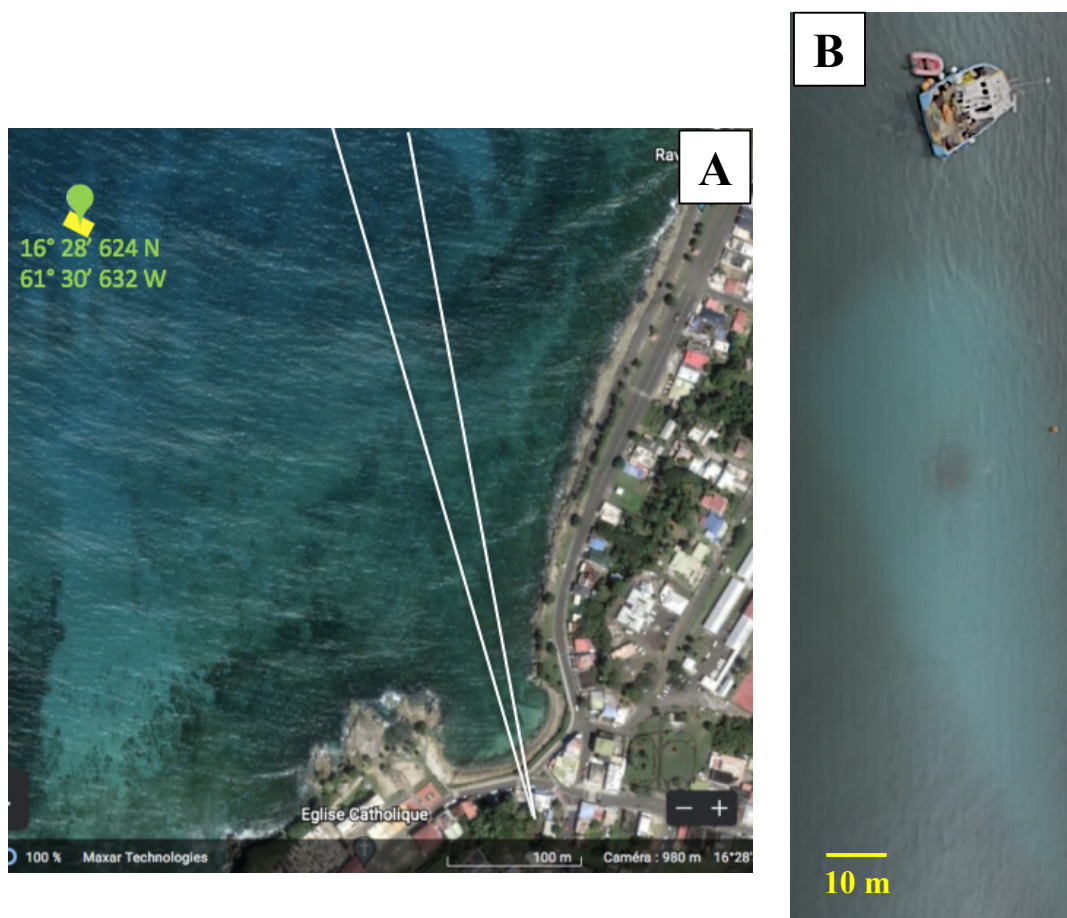 A
Rav
16° 28’ 624 N
61° 30’ 632 W
Eglise Catholique
− +
100 %
Maxar Technologies
100 m
Caméra : 980 m
16°28'
B
10 m